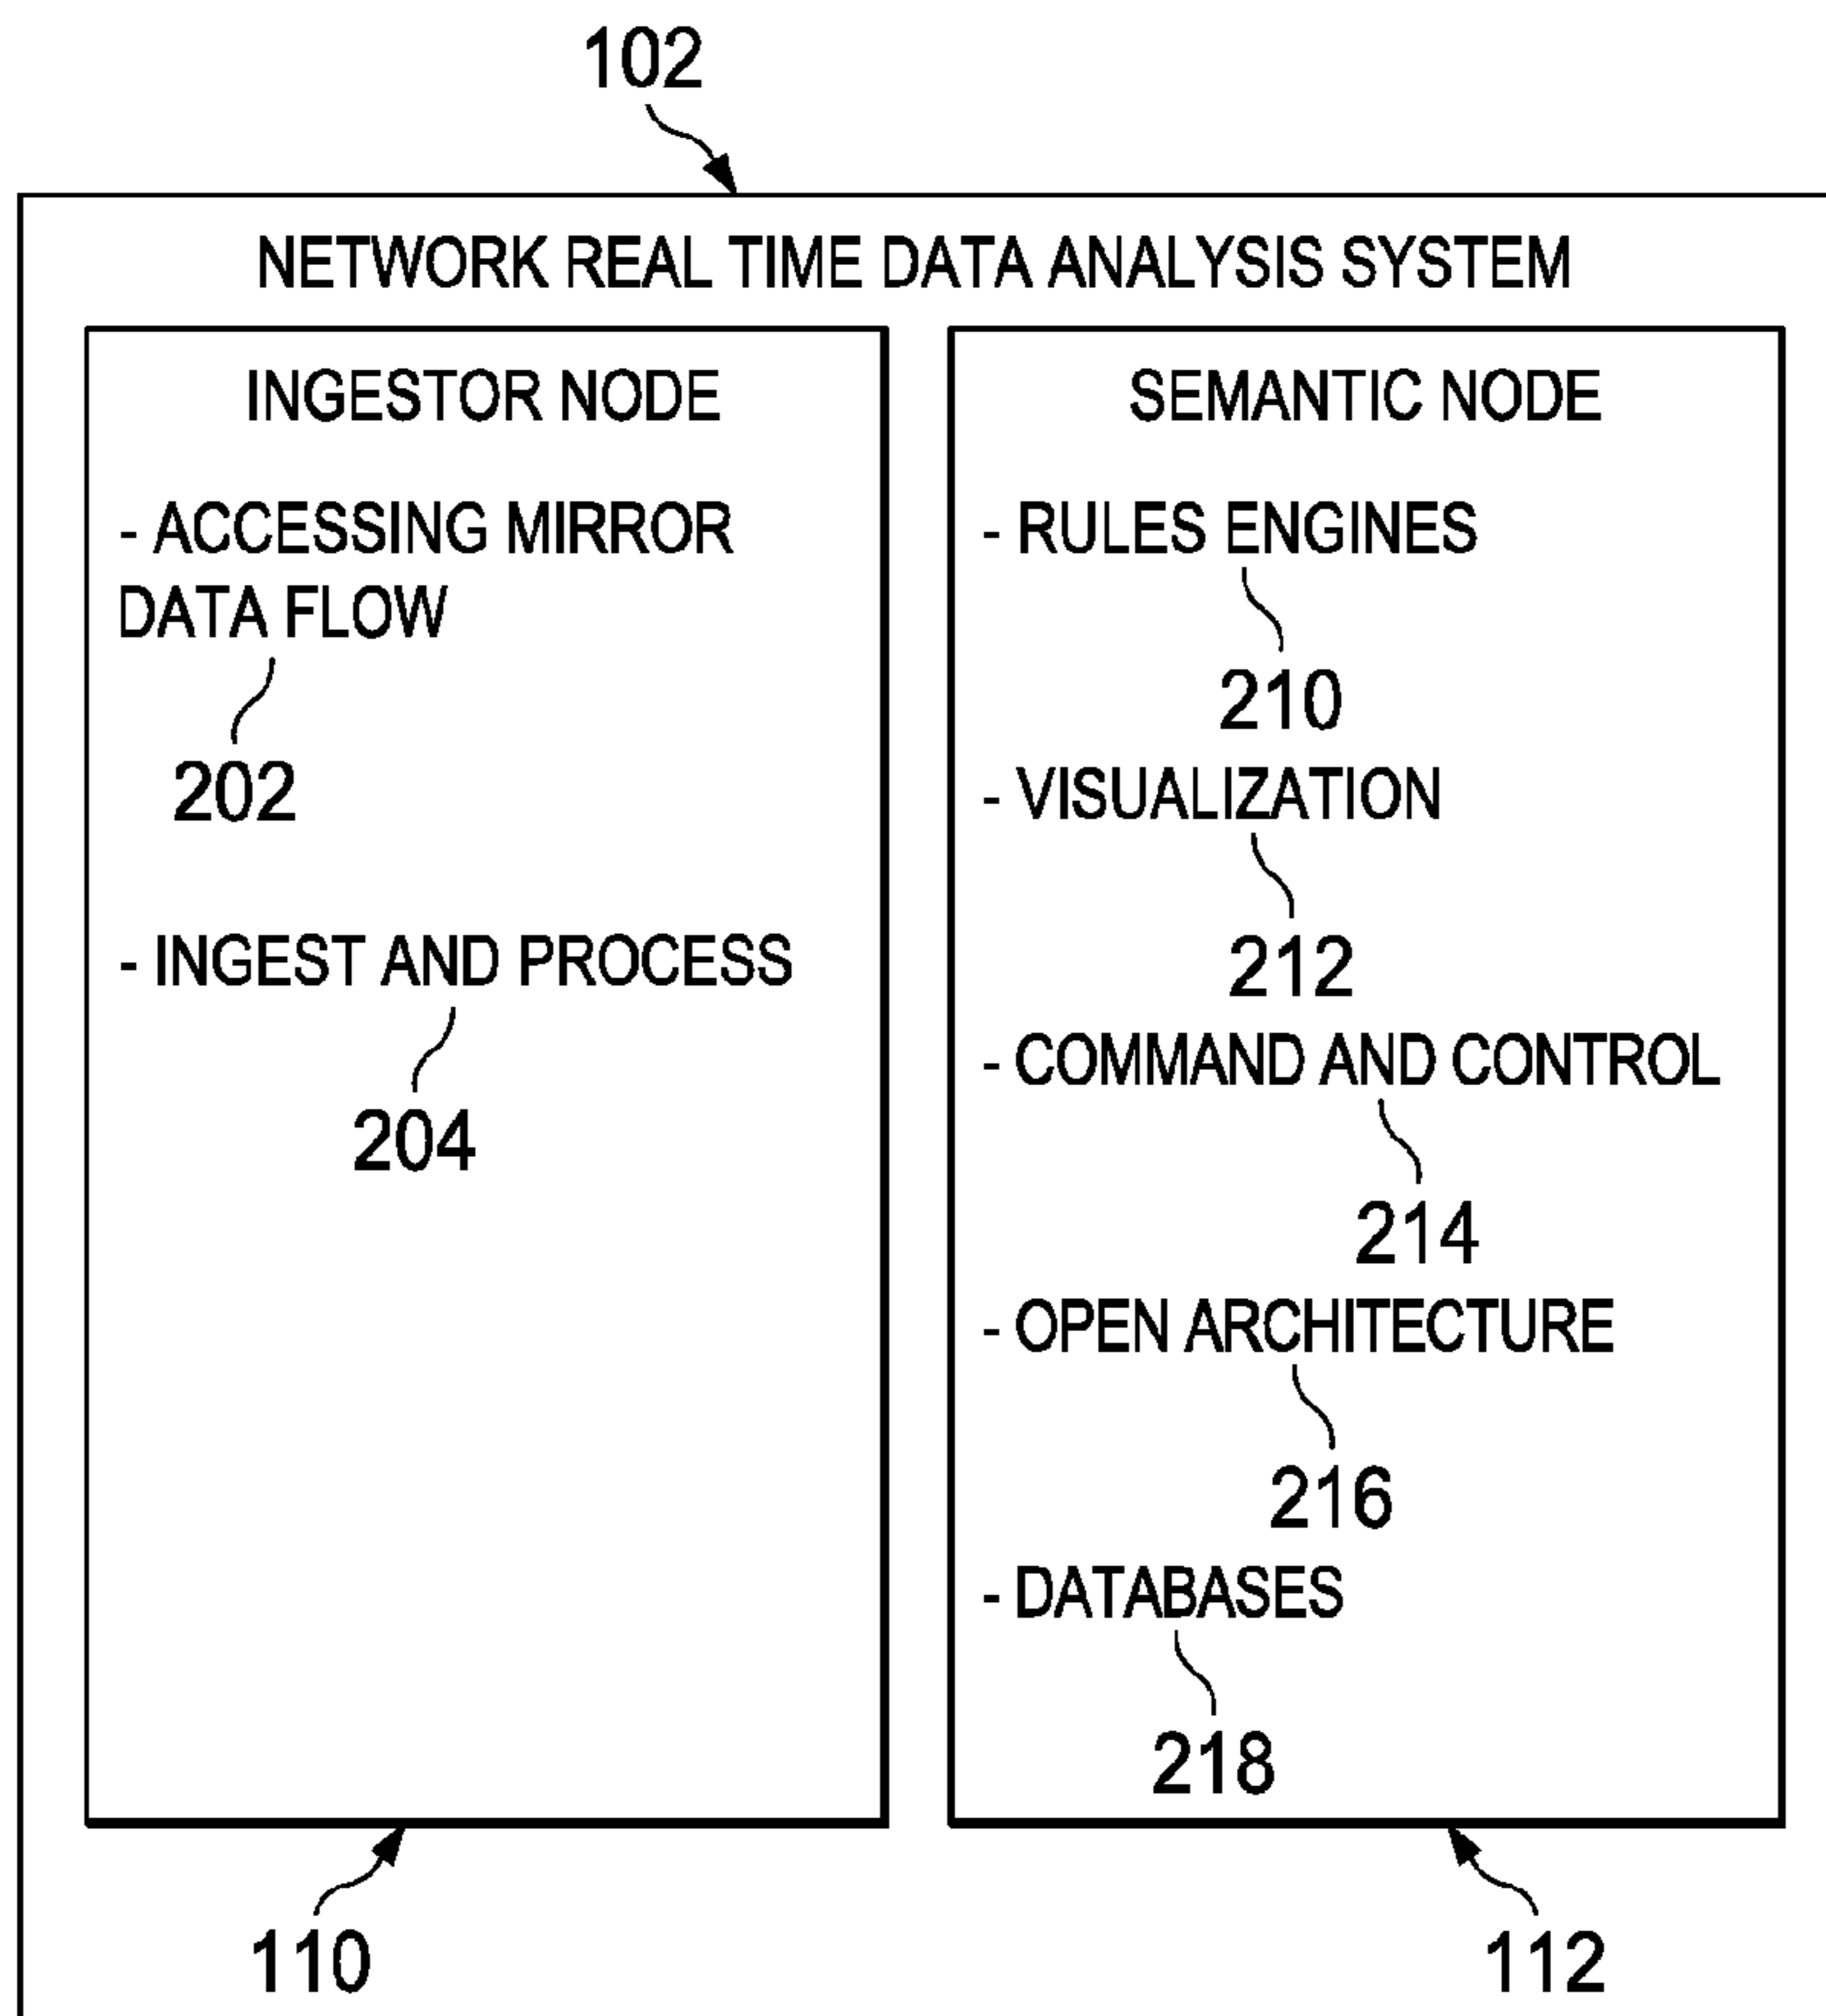 102
NETWORK REAL TIME DATA ANALYSIS SYSTEM
INGESTOR NODE
- ACCESSING MIRROR
DATA FLOW
202
- INGEST AND PROCESS
204
110
SEMANTIC NODE
- RULES ENGINES
210
- VISUALIZATION
212
- COMMAND AND CONTROL
214
- OPEN ARCHITECTURE
216
- DATABASES
218
112